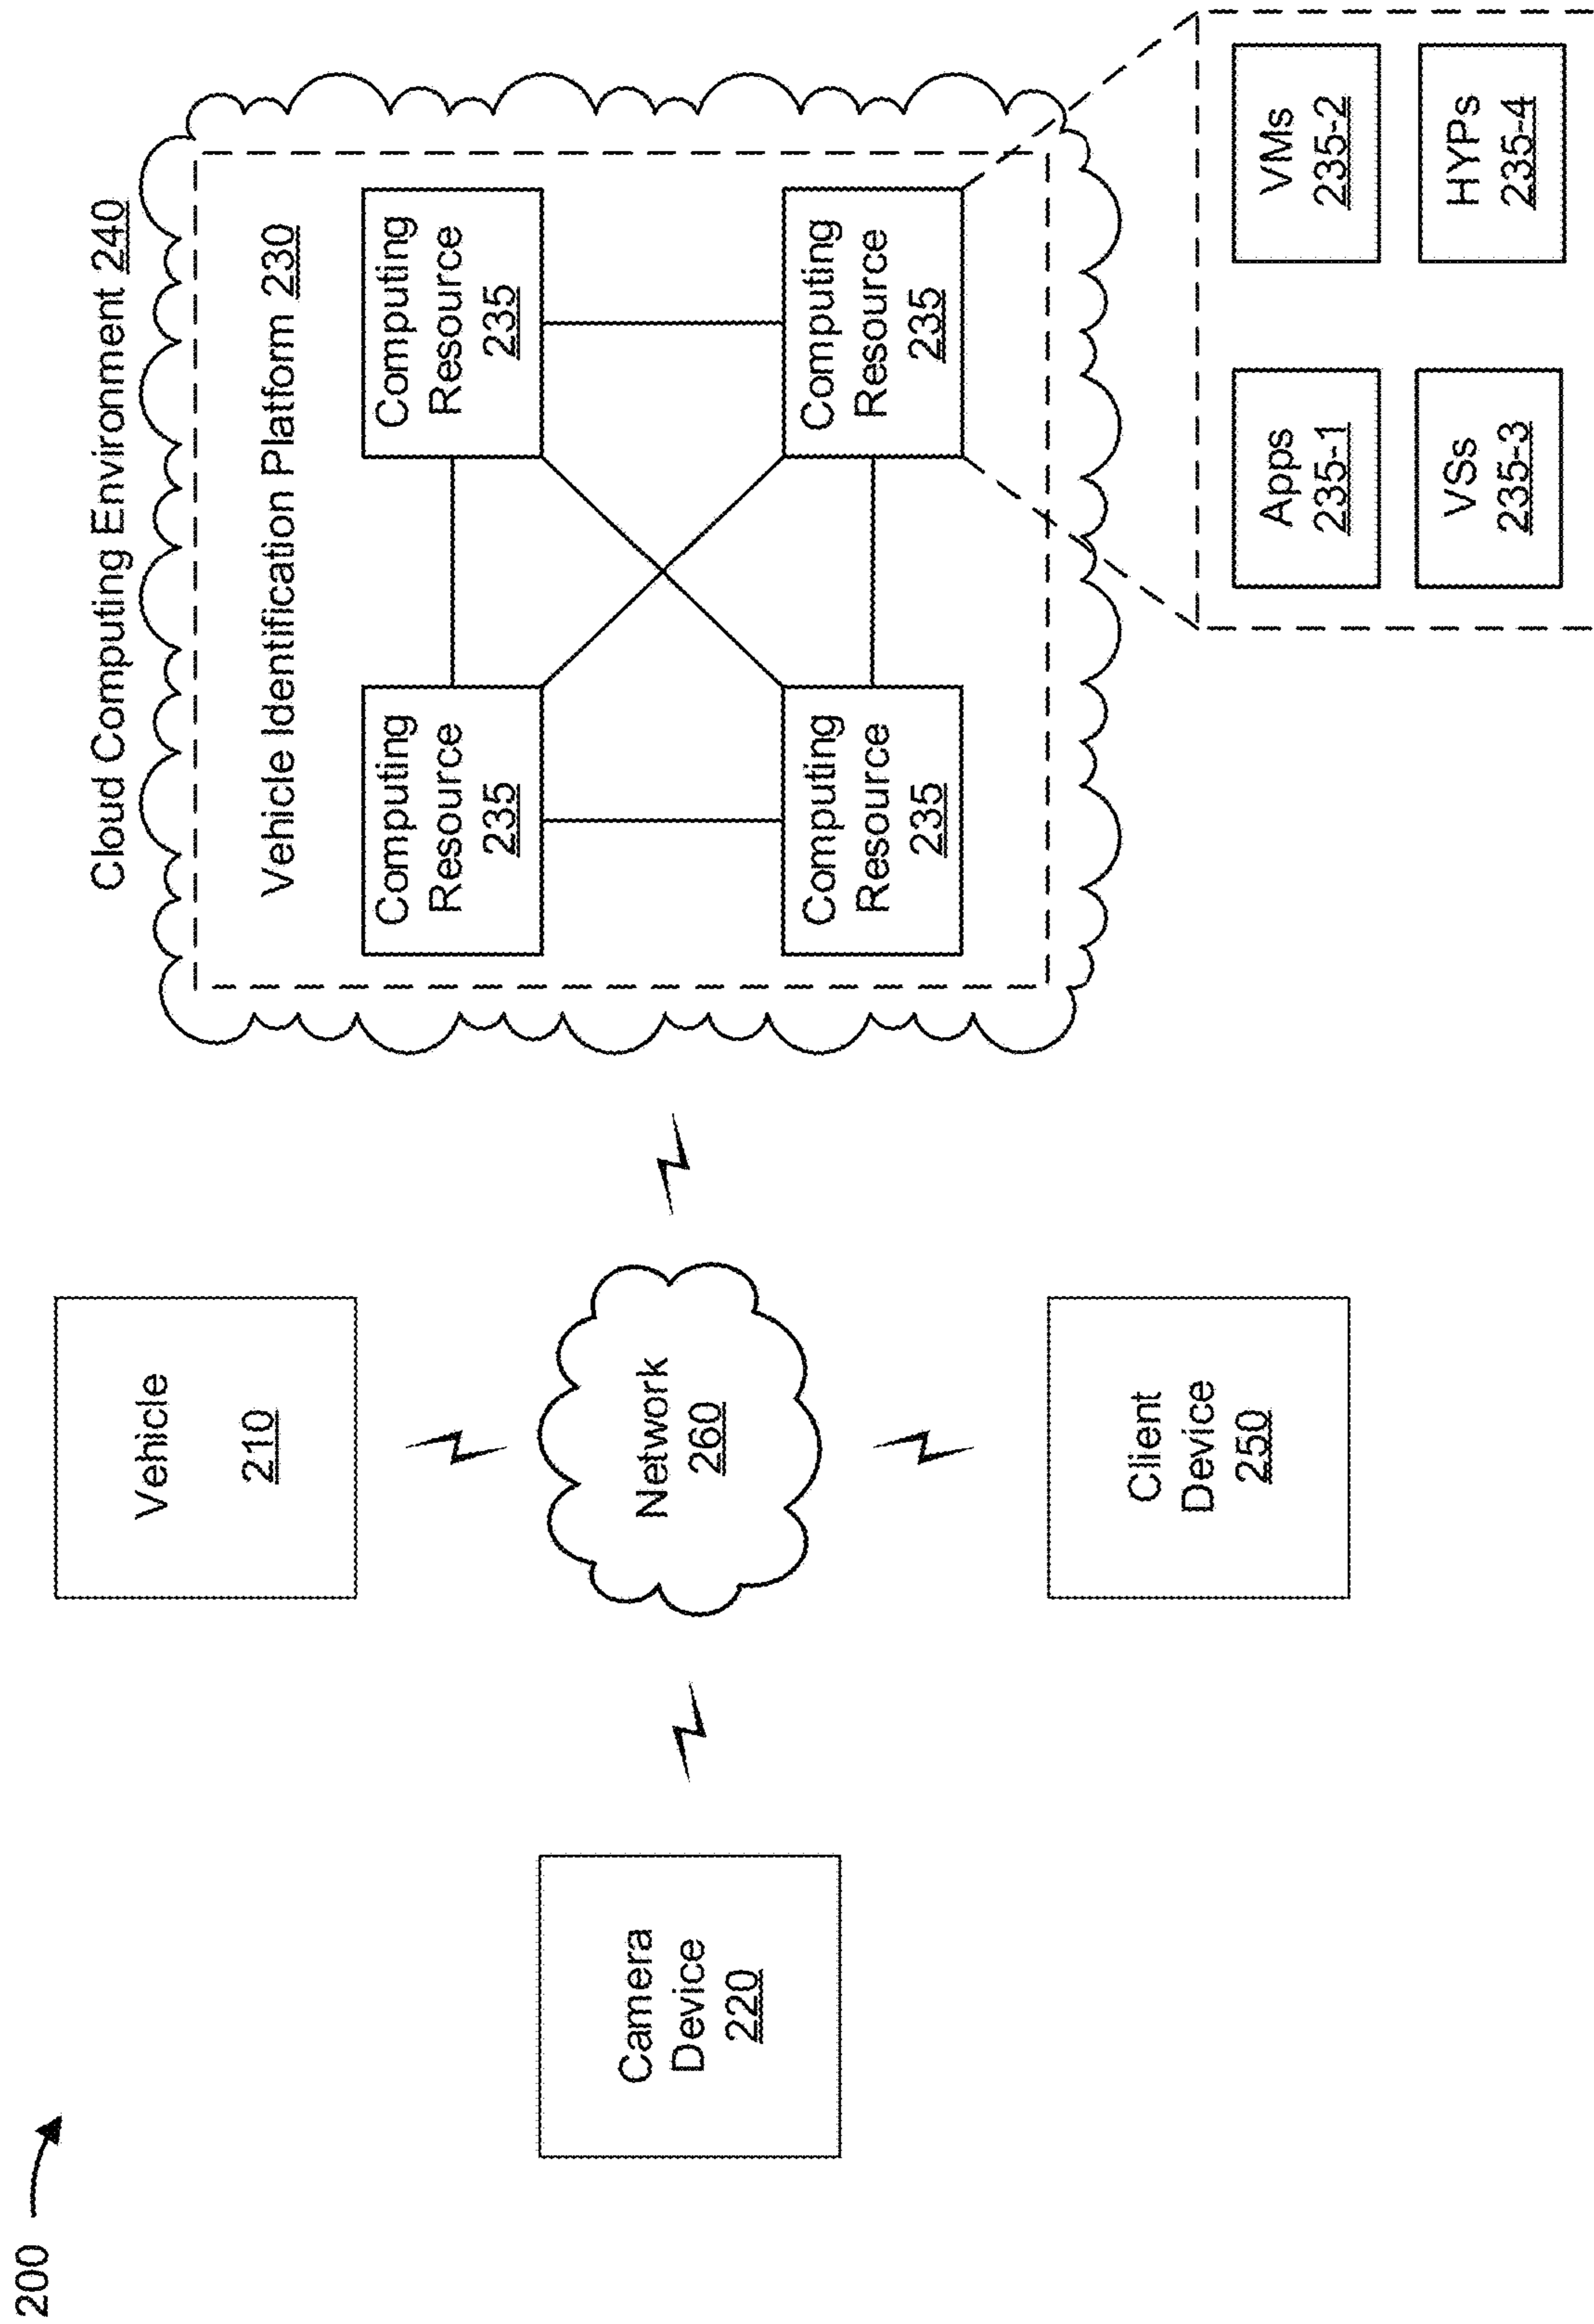 200
Cloud Computing Environment 240
Vehicle
210
Vehicle Identification Platform 230
Computing
Resource
235
Computing
Resource
235
Camera
Device
220
Network
260
Computing
Resource
235
Computing
Resource
235
Client
Device
250
Apps
235-1
VMs
235-2
VSs
235-3
HYPs
235-4